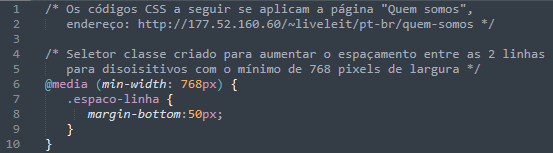 1 /* Os códigos CSS a seguir se aplicam a página "Quem somos",
2 endereço: http://177.52.160.60/~liveleit/pt-br/quem-somos */
3
4 /* Seletor classe criado para aumentar o espaçamento entre as 2 linhas
5 para disoisitivos com o mínimo de 768 pixels de largura */
6 @media (min-width: 768px) {
7 .espaco-linha {
8 margin-bottom:50px;
9 }
10 }